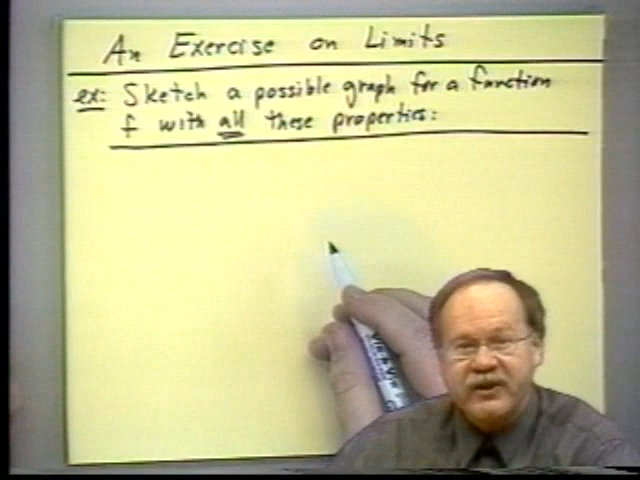 An Exercise on Limits
ex: Sketch a possible graph for a function
f with all these properties: